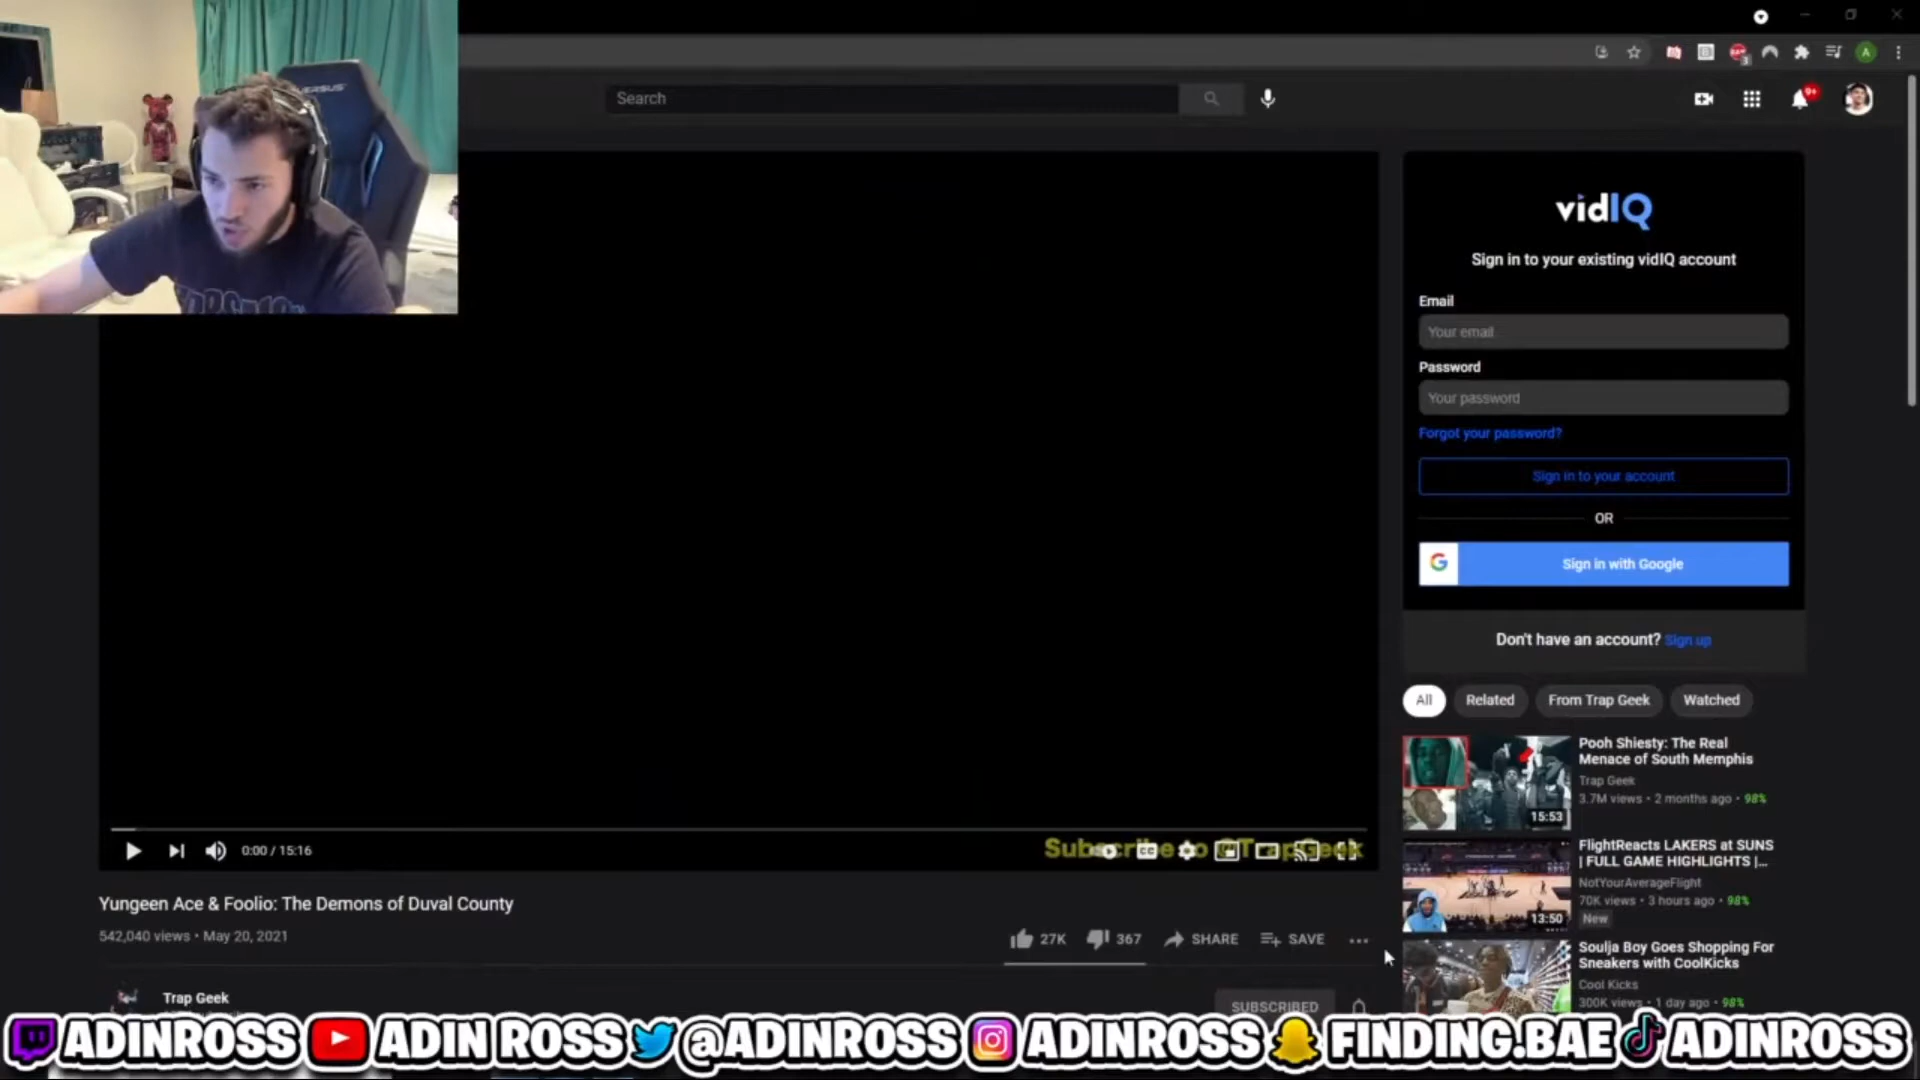 Search
9+
3
vidIQ
Sign in to your existing vidIQ account
Email
Your email
Password
Your password
Forgot your password?
Sign in to your account
OR
Sign in with Google
Don't have an account? Sign up
All
Related
From Trap Geek
Watched
Pooh Shiesty: The Real
Menace of South Memphis
Trap Geek
3.7M views • 2 months ago • 98%
15:53
FlightReacts LAKERS at SUNS
| FULL GAME HIGHLIGHTS |...
NotYourAverageFlight
70K views • 3 hours ago • 98%
New
13:50
Soulja Boy Goes Shopping For
Sneakers with CoolKicks
Cool Kicks
300K views • 1 day ago • 98%
0:00 / 15:16
Subscribe to @TrapGeek
Yungeen Ace & Foolio: The Demons of Duval County
542,040 views • May 20, 2021
27K
367
SHARE
SAVE
Trap Geek
SUBSCRIBED
ADINROSS ADIN ROSS @ADINROSS ADINROSS FINDING.BAE ADINROSS